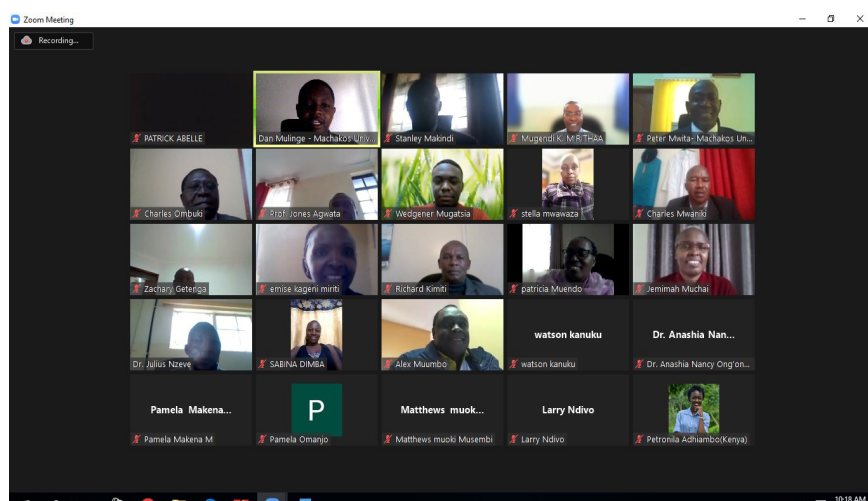 Zoom Meeting
Recording...
PATRICK ABELLE
Dan Mulinge - Machakos Univ...
Stanley Makindi
Mugendi K. M'RITHAA
Peter Mwita- Machakos Un...
Charles Ombuki
Prof. Jones Agwata
Wedgener Mugatsia
stella mwawaza
Charles Mwaniki
Zachary Getenga
emise kageni miriti
Richard Kimiti
patricia Muendo
Jemimah Muchai
Dr. Julius Nzeve
SABINA DIMBA
Alex Muumbo
watson kanuku
watson kanuku
Dr. Anashia Nan...
Dr. Anashia Nancy Ong'on...
Pamela Makena...
Pamela Makena M
P
Pamela Omanjo
Matthews muok...
Matthews muoki Musembi
Larry Ndivo
Larry Ndivo
Petronila Adhiambo(Kenya)
10:18 AM